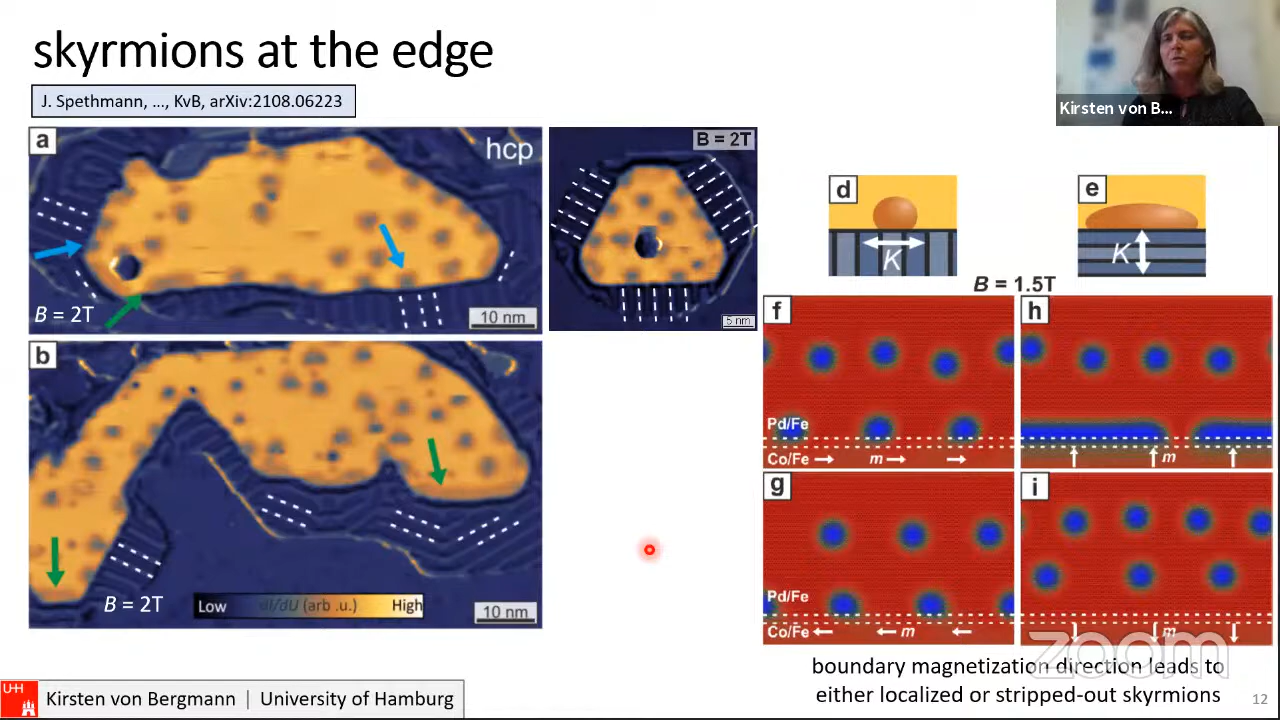 skyrmions at the edge
J. Spethmann, ..., KvB, arXiv:2108.06223
Kirsten von B...
a
hcp
B = 2T
10 nm
B = 2T
5 nm
b
B = 2T
Low dI/dU (arb .u.) High
10 nm
d
K
e
K
B = 1.5T
f
Pd/Fe
Co/Fe
m
h
m
g
Pd/Fe
Co/Fe
m
i
m
zoom
boundary magnetization direction leads to
either localized or stripped-out skyrmions
UH
Kirsten von Bergmann | University of Hamburg
12